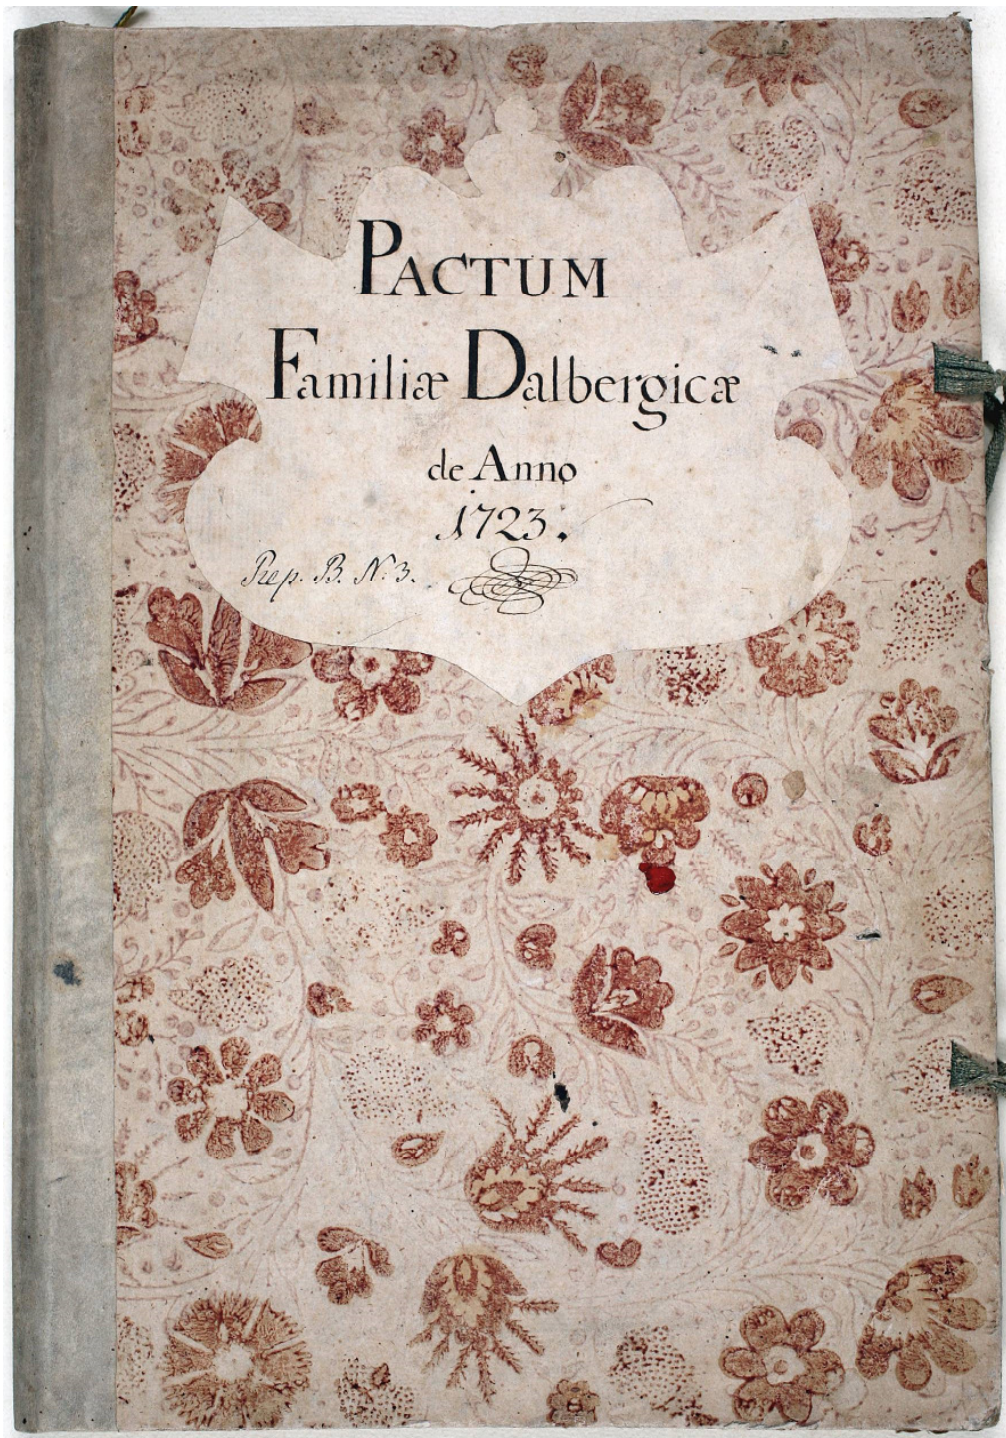 PACTUM
Familiæ Dalbergicæ
de Anno
1723.
Rep. B. N. 3.